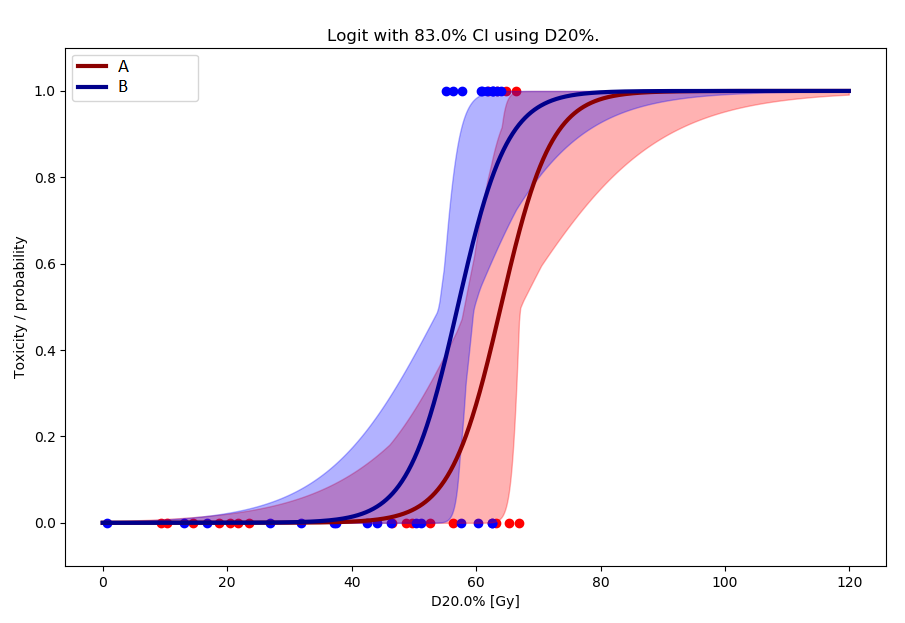 Logit with 83.0% CI using D20%.
A
B
1.0
0.8
0.6
0.4
0.2
0.0
Toxicity / probability
0 20 40 60 80 100 120
D20.0% [Gy]